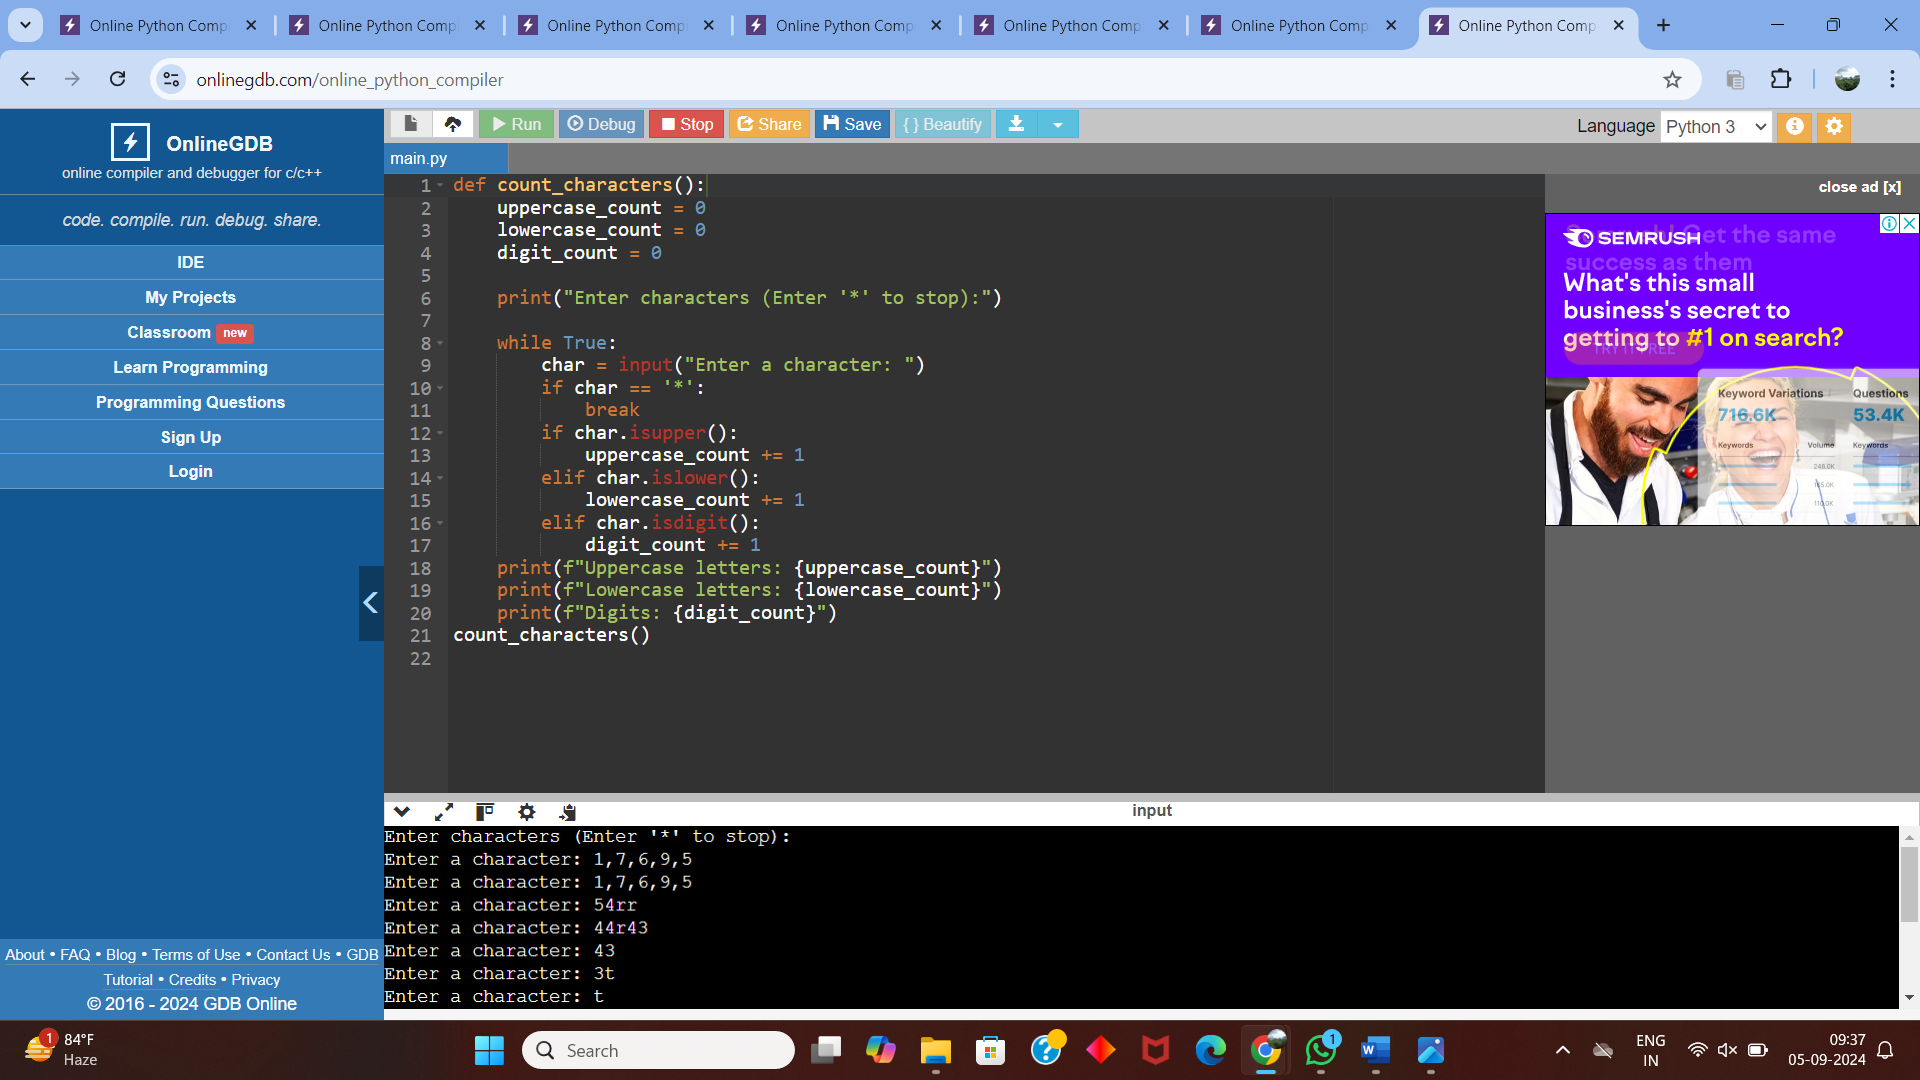 Online Python Comp
Online Python Comp
Online Python Comp
Online Python Comp
Online Python Comp
Online Python Comp
Online Python Comp
onlinegdb.com/online_python_compiler
OnlineGDB
online compiler and debugger for c/c++
code. compile. run. debug. share.
IDE
My Projects
Classroom new
Learn Programming
Programming Questions
Sign Up
Login
About • FAQ • Blog • Terms of Use • Contact Us • GDB
Tutorial • Credits • Privacy
© 2016 - 2024 GDB Online
Run Debug Stop Share Save { } Beautify
Language Python 3
main.py
1 def count_characters():
2 uppercase_count = 0
3 lowercase_count = 0
4 digit_count = 0
5
6 print("Enter characters (Enter '*' to stop):")
7
8 while True:
9 char = input("Enter a character: ")
10 if char == '*':
11 break
12 if char.isupper():
13 uppercase_count += 1
14 elif char.islower():
15 lowercase_count += 1
16 elif char.isdigit():
17 digit_count += 1
18 print(f"Uppercase letters: {uppercase_count}")
19 print(f"Lowercase letters: {lowercase_count}")
20 print(f"Digits: {digit_count}")
21 count_characters()
22
close ad [x]
SEMRUSH
Get the same
success as them
What's this small
business's secret to
getting to #1 on search?
TRY IT FREE
Keyword Variations Questions
716.6K 53.4K
Keywords Volume Keywords
246.0K
165.0K
110.0K
input
Enter characters (Enter '*' to stop):
Enter a character: 1,7,6,9,5
Enter a character: 1,7,6,9,5
Enter a character: 54rr
Enter a character: 44r43
Enter a character: 43
Enter a character: 3t
Enter a character: t
1
84°F
Haze
Search
1
ENG
IN
09:37
05-09-2024